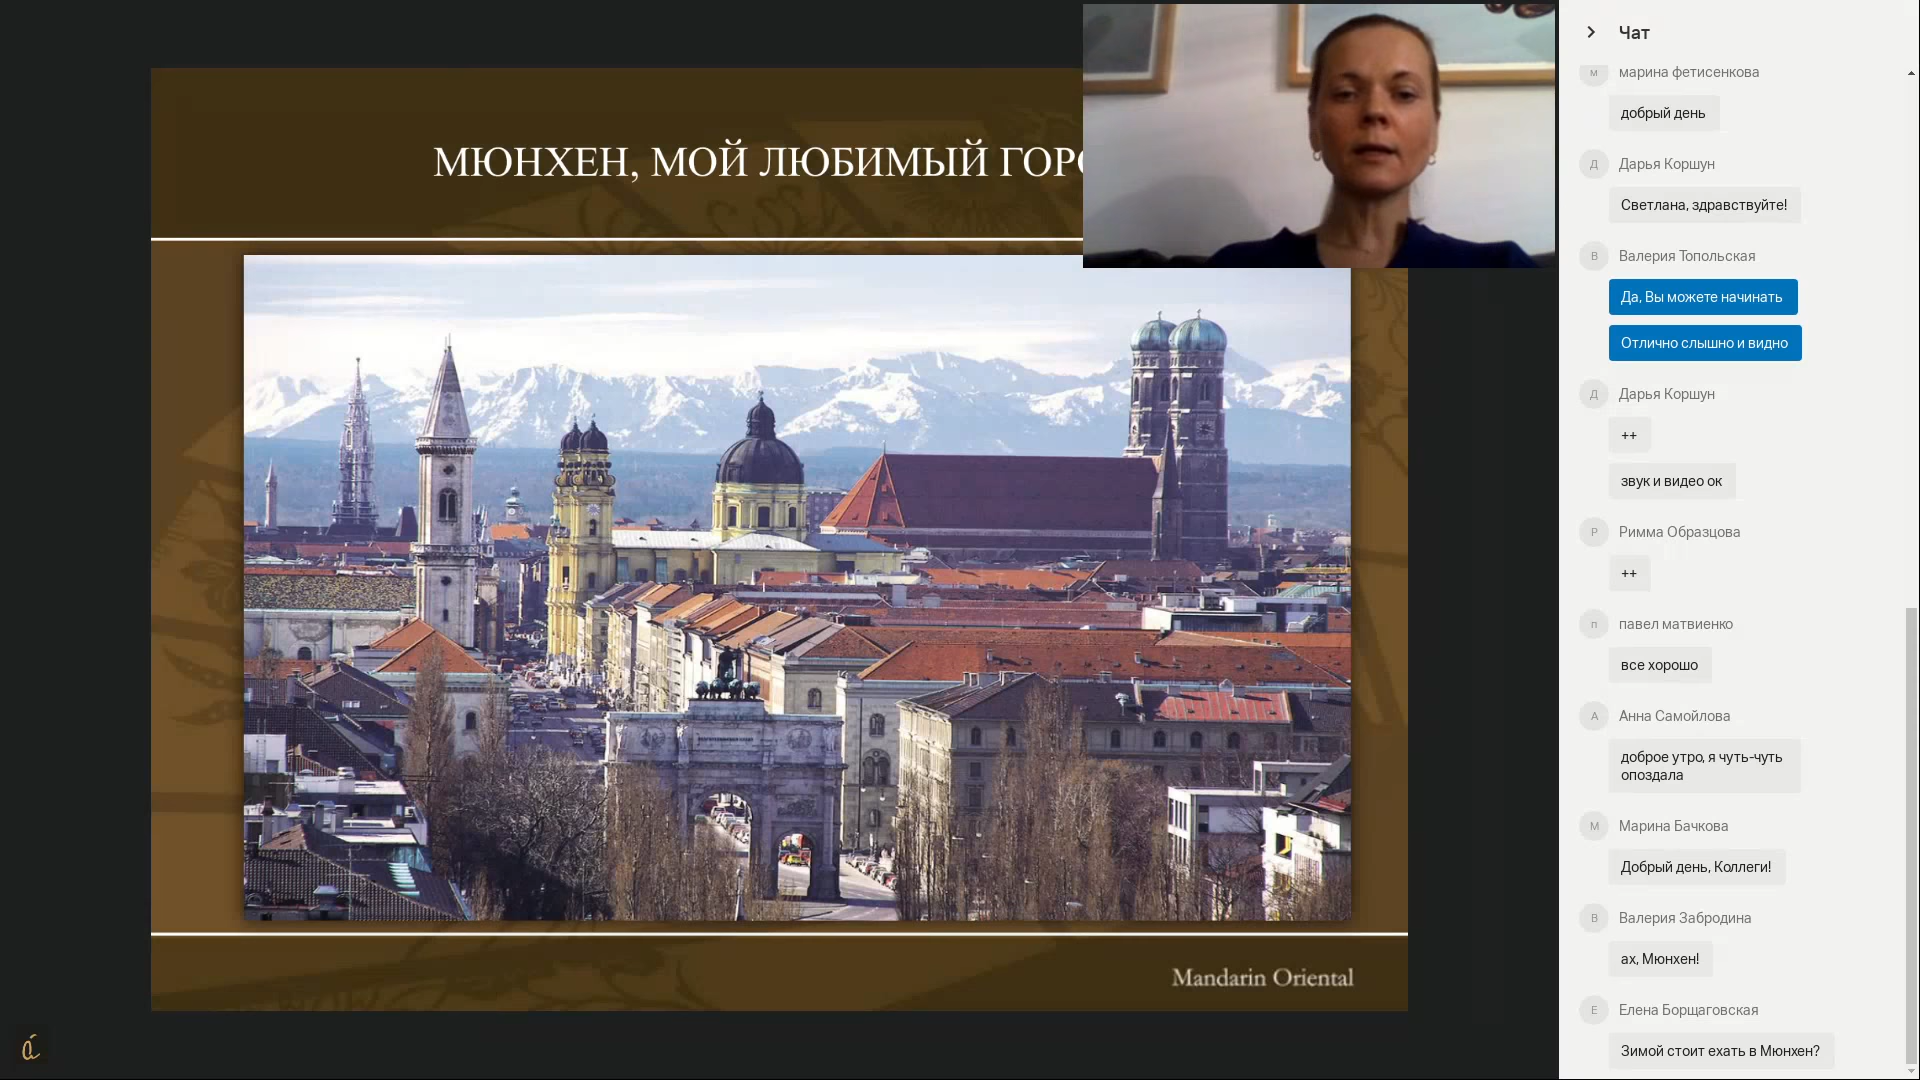 МЮНХЕН, МОЙ ЛЮБИМЫЙ
Mandarin Oriental
Чат
м
марина фетисенкова
добрый день
Д
Дарья Коршун
Светлана, здравствуйте!
В
Валерия Топольская
Да, Вы можете начинать
Отлично слышно и видно
Д
Дарья Коршун
++
звук и видео ок
Р
Римма Образцова
++
п
павел матвиенко
все хорошо
А
Анна Самойлова
доброе утро, я чуть-чуть
опоздала
М
Марина Бачкова
Добрый день, Коллеги!
В
Валерия Забродина
ах, Мюнхен!
Е
Елена Борщаговская
Зимой стоит ехать в Мюнхен?